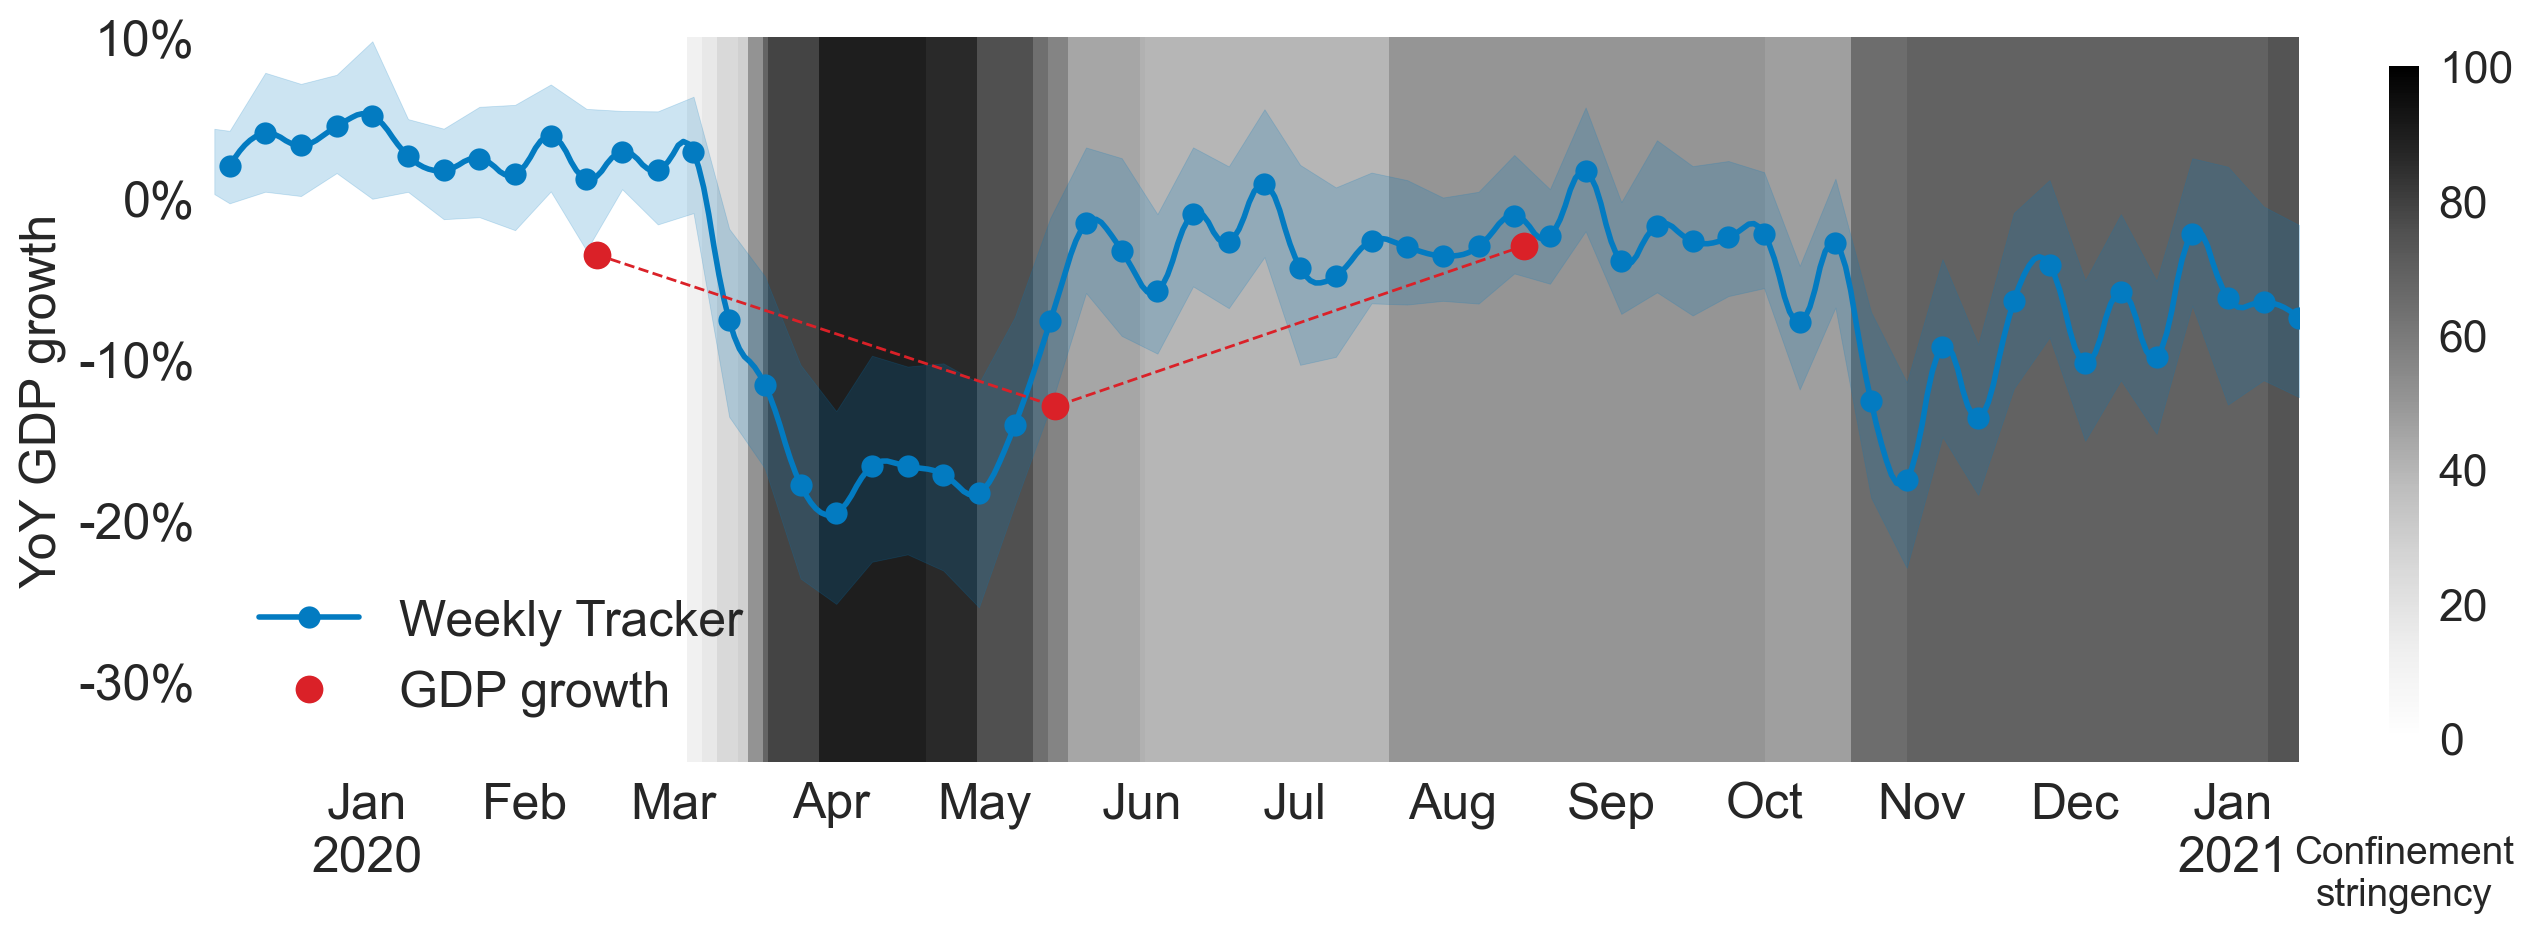 10%
0%
-10%
-20%
-30%
YoY GDP growth
Weekly Tracker
GDP growth
Jan Feb Mar Apr May Jun Jul Aug Sep Oct Nov Dec Jan
2020 2021
100
80
60
40
20
0
Confinement
stringency